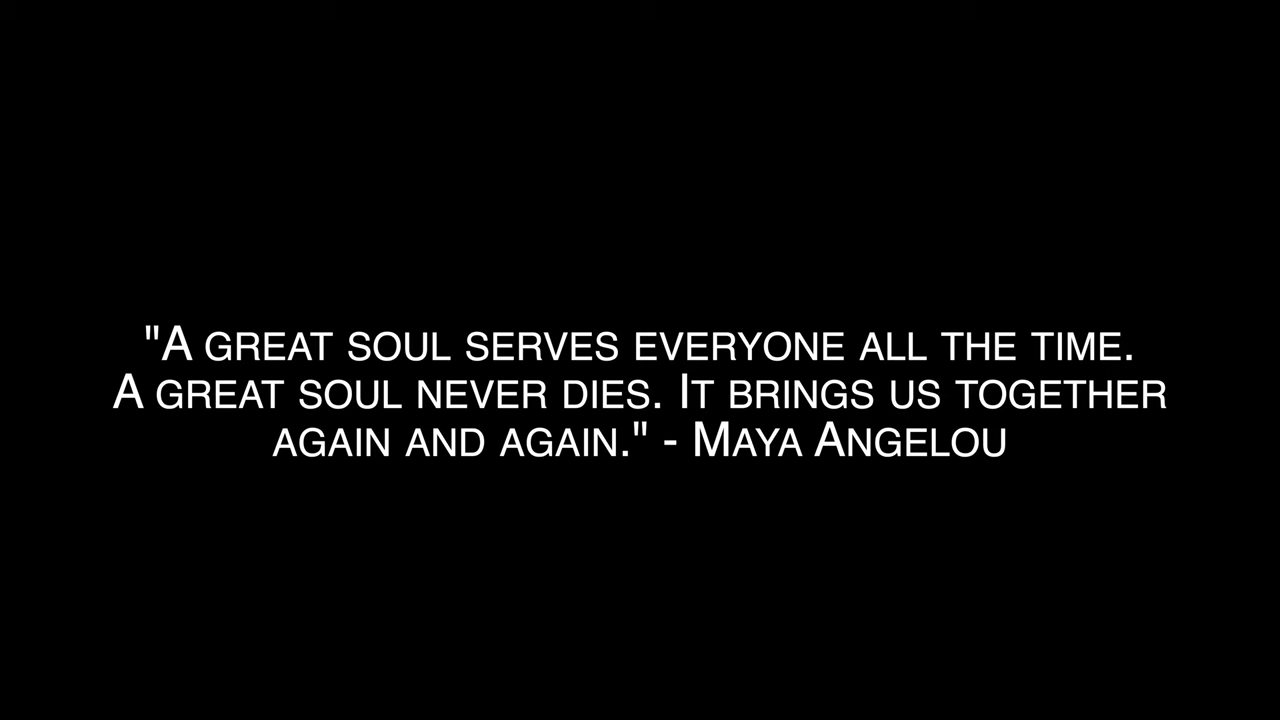 "A GREAT SOUL SERVES EVERYONE ALL THE TIME.
A GREAT SOUL NEVER DIES. IT BRINGS US TOGETHER
AGAIN AND AGAIN." - MAYA ANGELOU